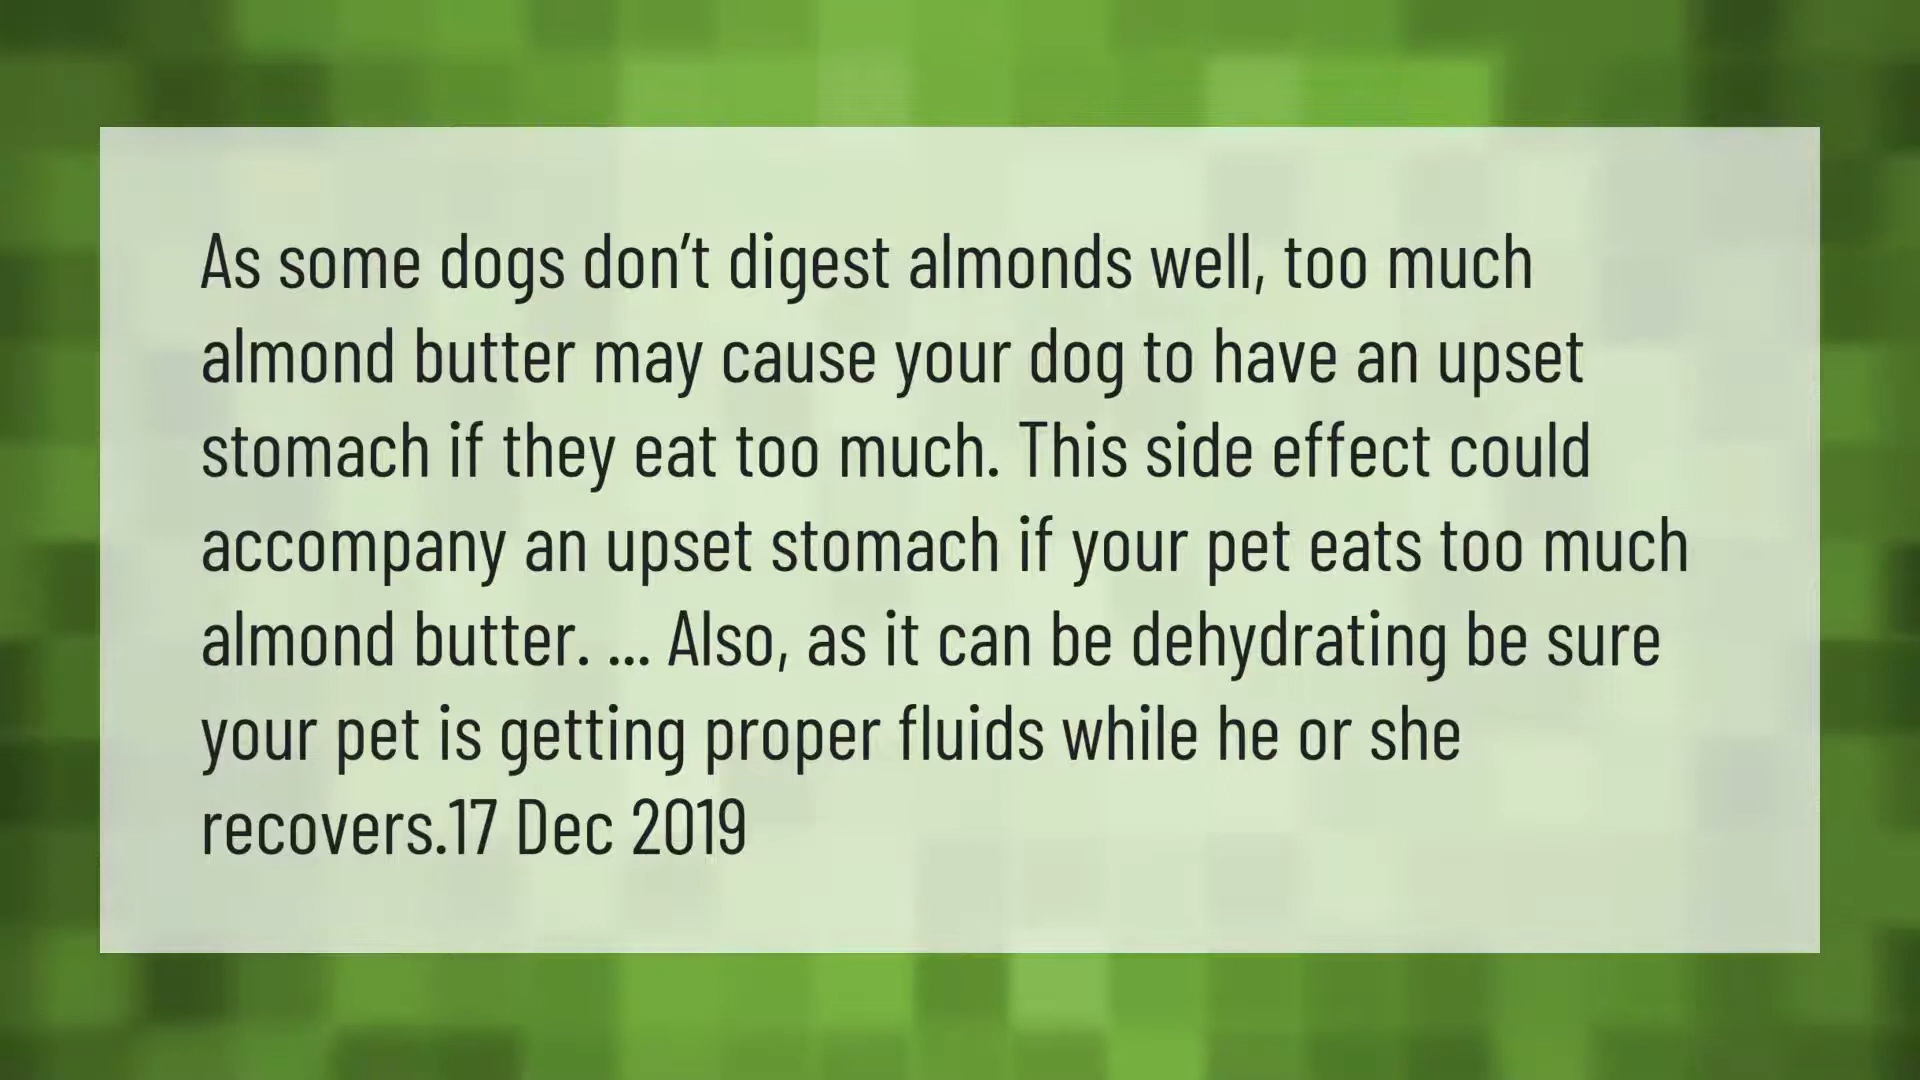 As some dogs don’t digest almonds well, too much
almond butter may cause your dog to have an upset
stomach if they eat too much. This side effect could
accompany an upset stomach if your pet eats too much
almond butter. ... Also, as it can be dehydrating be sure
your pet is getting proper fluids while he or she
recovers.17 Dec 2019